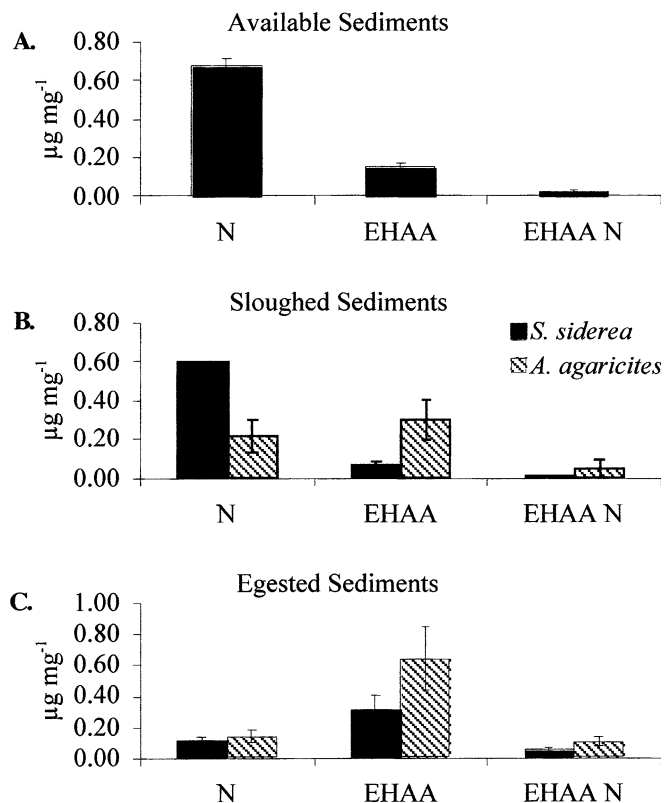 Available Sediments
A.
0.80
0.60
0.40
0.20
0.00
µg mg⁻¹
N EHAA EHAA N
Sloughed Sediments
B.
0.80
0.60
0.40
0.20
0.00
µg mg⁻¹
S. siderea
A. agaricites
N EHAA EHAA N
Egested Sediments
C.
1.00
0.80
0.60
0.40
0.20
0.00
µg mg⁻¹
N EHAA EHAA N